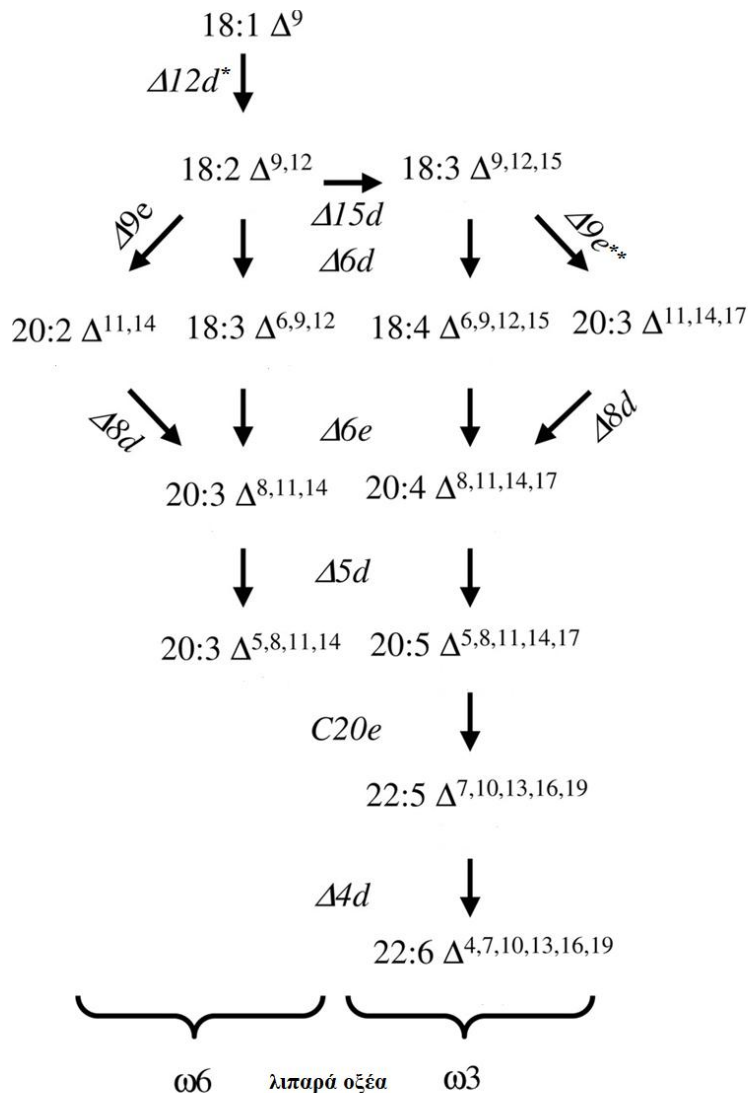 18:1 Δ⁹
Δ12d*
18:2 Δ⁹,¹² 18:3 Δ⁹,¹²,¹⁵
Δ15d
Δ9e Δ6d Δ9e**
20:2 Δ¹¹,¹⁴ 18:3 Δ⁶,⁹,¹² 18:4 Δ⁶,⁹,¹²,¹⁵ 20:3 Δ¹¹,¹⁴,¹⁷
Δ8d Δ6e Δ8d
20:3 Δ⁸,¹¹,¹⁴ 20:4 Δ⁸,¹¹,¹⁴,¹⁷
Δ5d
20:3 Δ⁵,⁸,¹¹,¹⁴ 20:5 Δ⁵,⁸,¹¹,¹⁴,¹⁷
C20e
22:5 Δ⁷,¹⁰,¹³,¹⁶,¹⁹
Δ4d
22:6 Δ⁴,⁷,¹⁰,¹³,¹⁶,¹⁹
ω6 λιπαρά οξέα ω3